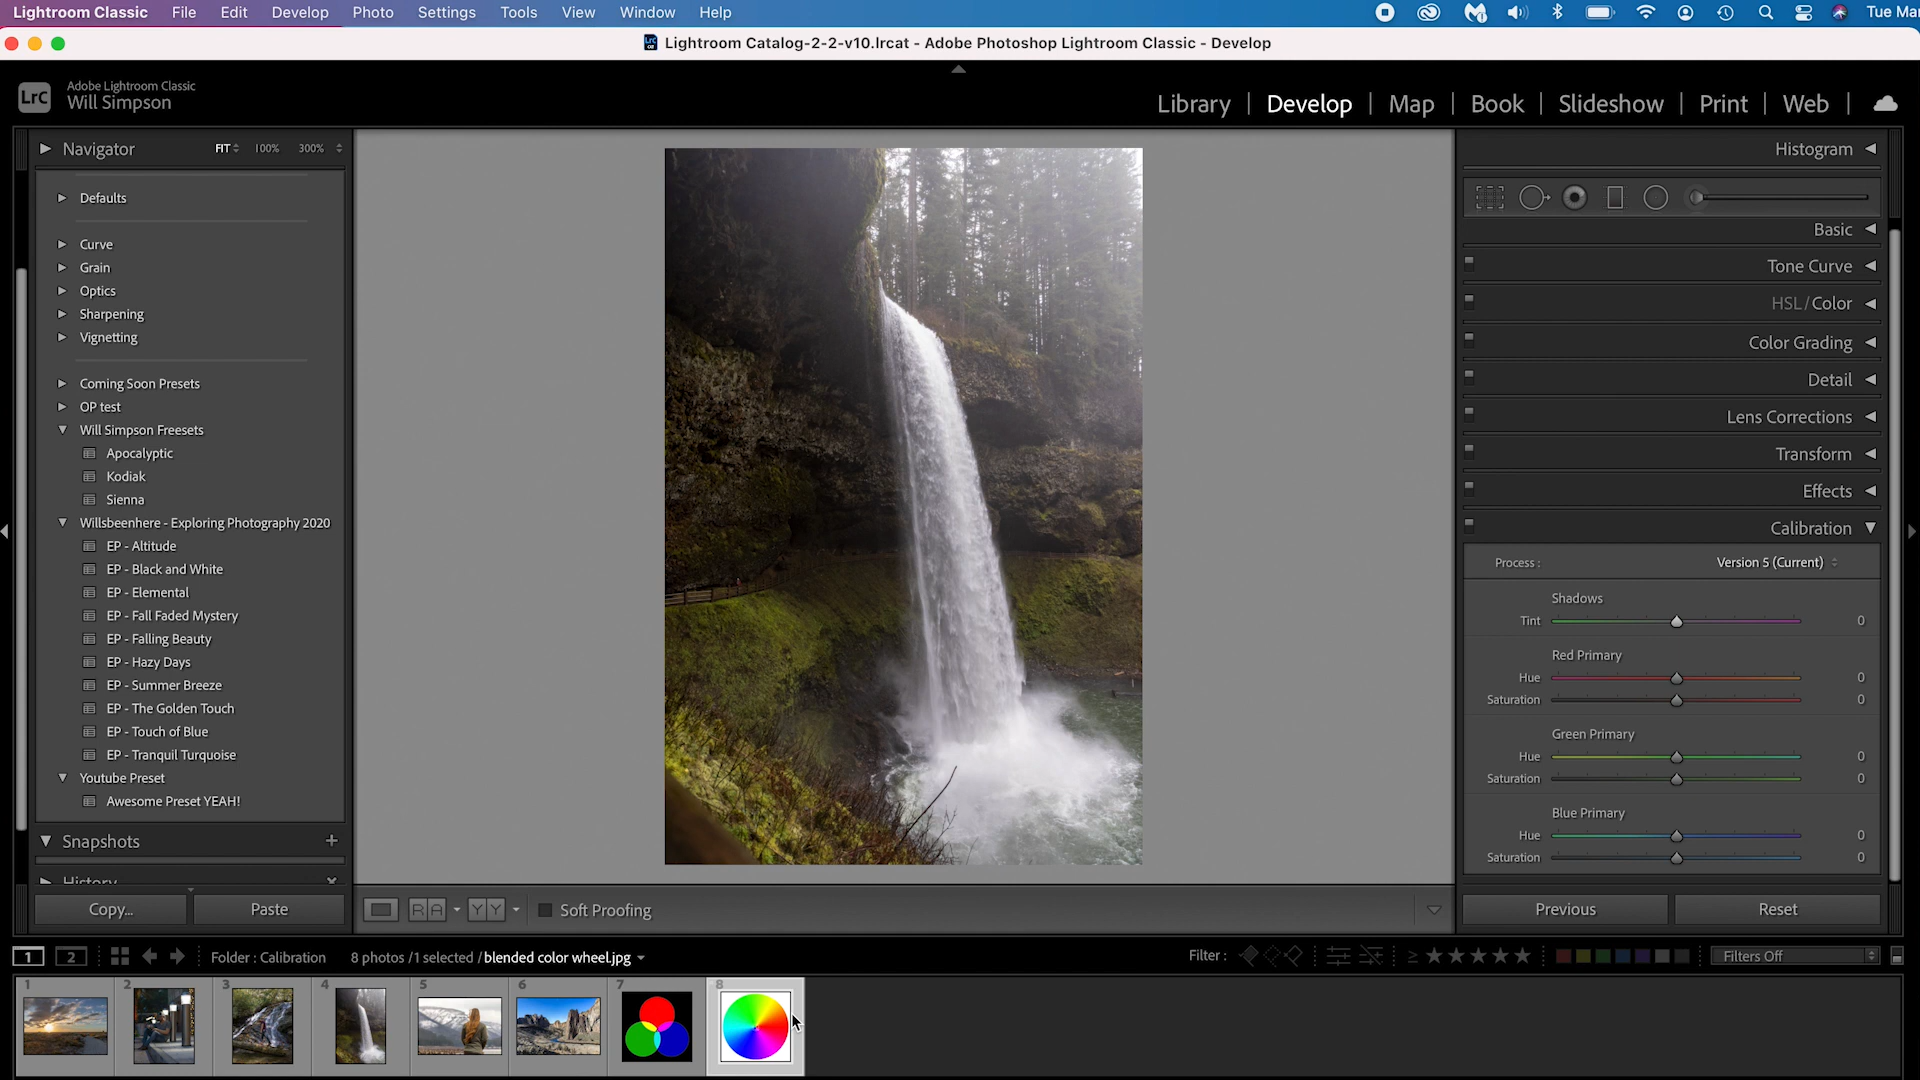 Lightroom Classic File Edit Develop Photo Settings Tools View Window Help Tue Mar
Lightroom Catalog-2-2-v10.lrcat - Adobe Photoshop Lightroom Classic - Develop
LrC Adobe Lightroom Classic
Will Simpson
Library | Develop | Map | Book | Slideshow | Print | Web
Navigator FIT 100% 300%
Defaults
Curve
Grain
Optics
Sharpening
Vignetting
Coming Soon Presets
OP test
Will Simpson Freesets
Apocalyptic
Kodiak
Sienna
Willsbeenhere - Exploring Photography 2020
EP - Altitude
EP - Black and White
EP - Elemental
EP - Fall Faded Mystery
EP - Falling Beauty
EP - Hazy Days
EP - Summer Breeze
EP - The Golden Touch
EP - Touch of Blue
EP - Tranquil Turquoise
Youtube Preset
Awesome Preset YEAH!
Snapshots +
History
Copy... Paste
R A Y Y Soft Proofing
Histogram
Basic
Tone Curve
HSL / Color
Color Grading
Detail
Lens Corrections
Transform
Effects
Calibration
Process : Version 5 (Current)
Shadows
Tint 0
Red Primary
Hue 0
Saturation 0
Green Primary
Hue 0
Saturation 0
Blue Primary
Hue 0
Saturation 0
Previous Reset
1 2 Folder : Calibration 8 photos / 1 selected / blended color wheel.jpg Filter : ≥ Filters Off
1 2 3 4 5 6 7 8